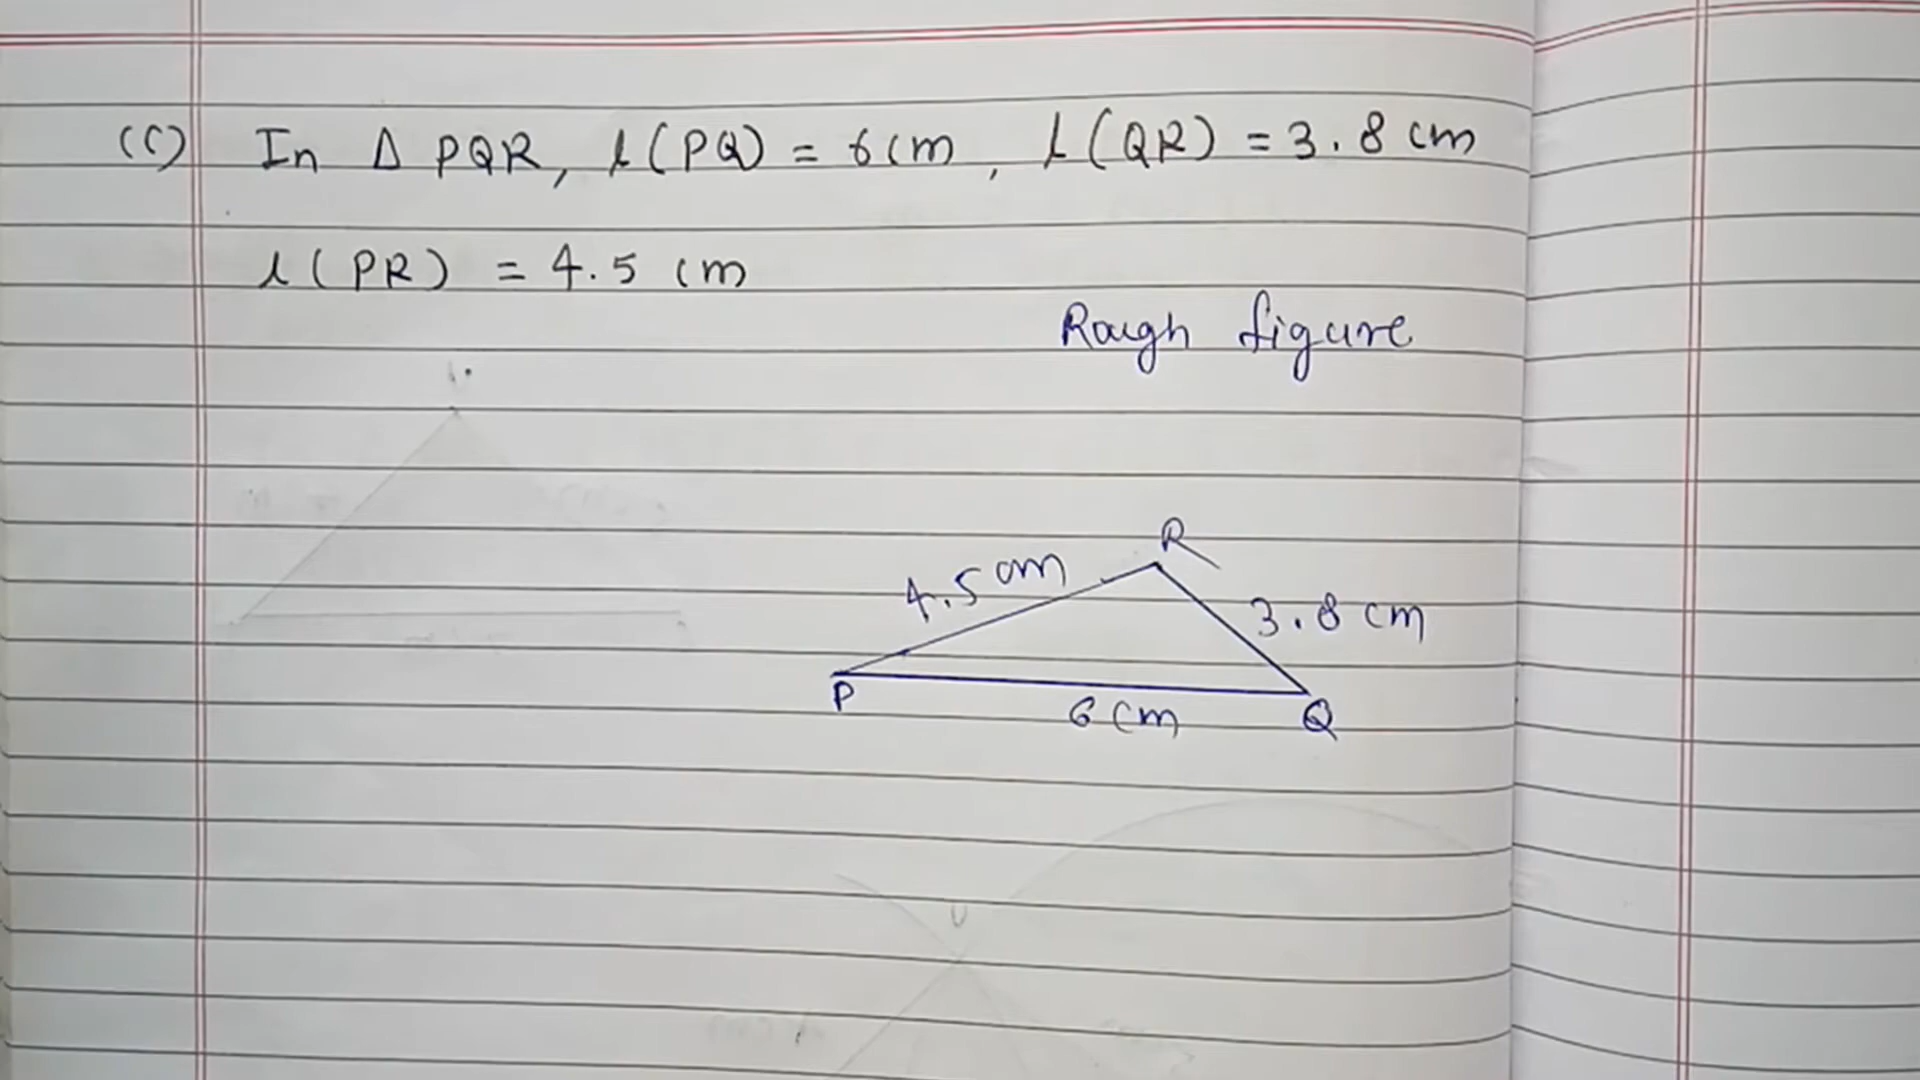 (C) In Δ PQR, l(PQ) = 6 cm, l(QR) = 3.8 cm
l(PR) = 4.5 cm
Rough figure
R
4.5 cm
3.8 cm
P
6 cm
Q